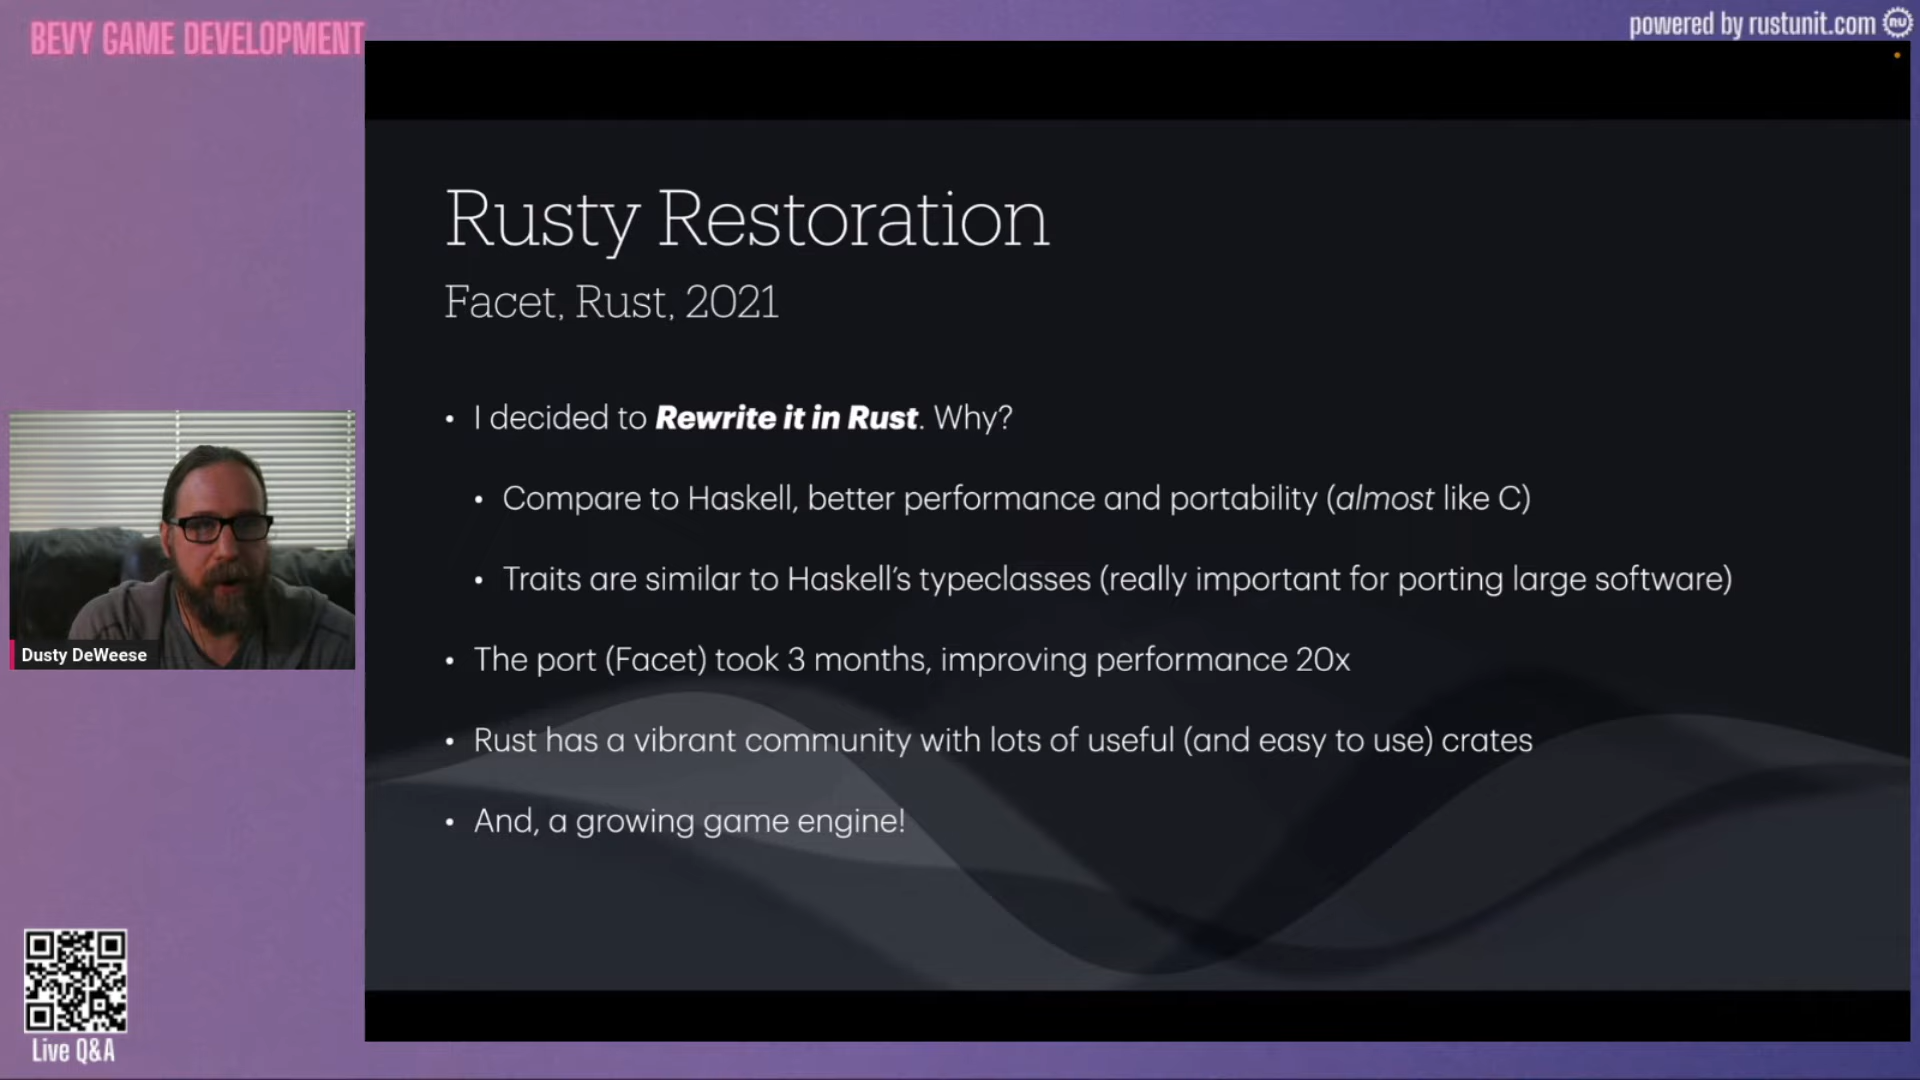 BEVY GAME DEVELOPMENT
powered by rustunit.com
RU
Rusty Restoration
Facet, Rust, 2021
• I decided to Rewrite it in Rust. Why?
• Compare to Haskell, better performance and portability (almost like C)
• Traits are similar to Haskell’s typeclasses (really important for porting large software)
• The port (Facet) took 3 months, improving performance 20x
• Rust has a vibrant community with lots of useful (and easy to use) crates
• And, a growing game engine!
Dusty DeWeese
Live Q&A